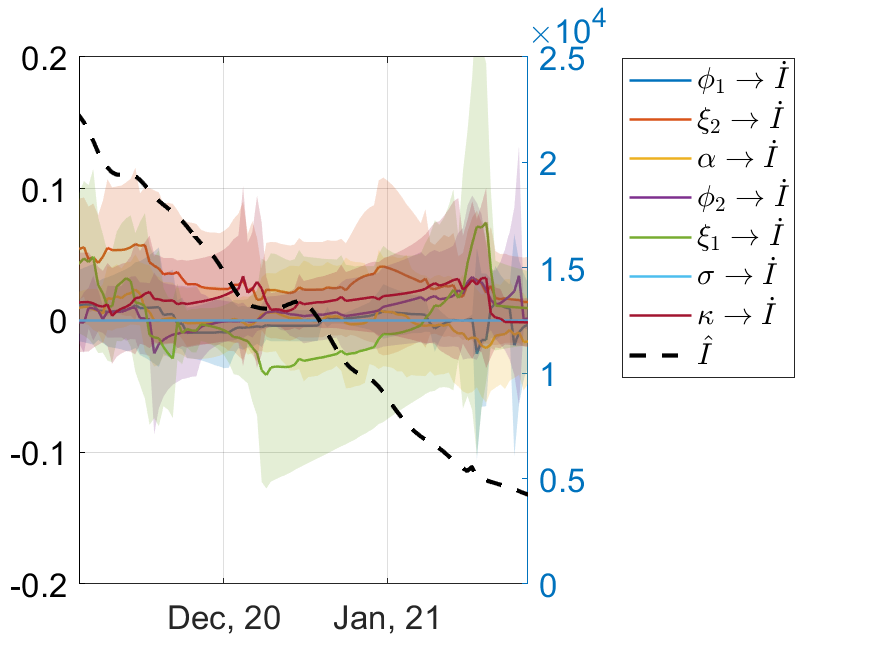 ×10⁴
0.2
0.1
0
-0.1
-0.2
2.5
2
1.5
1
0.5
0
Dec, 20
Jan, 21
ϕ₁ → İ
ξ₂ → İ
α → İ
ϕ₂ → İ
ξ₁ → İ
σ → İ
κ → İ
Î